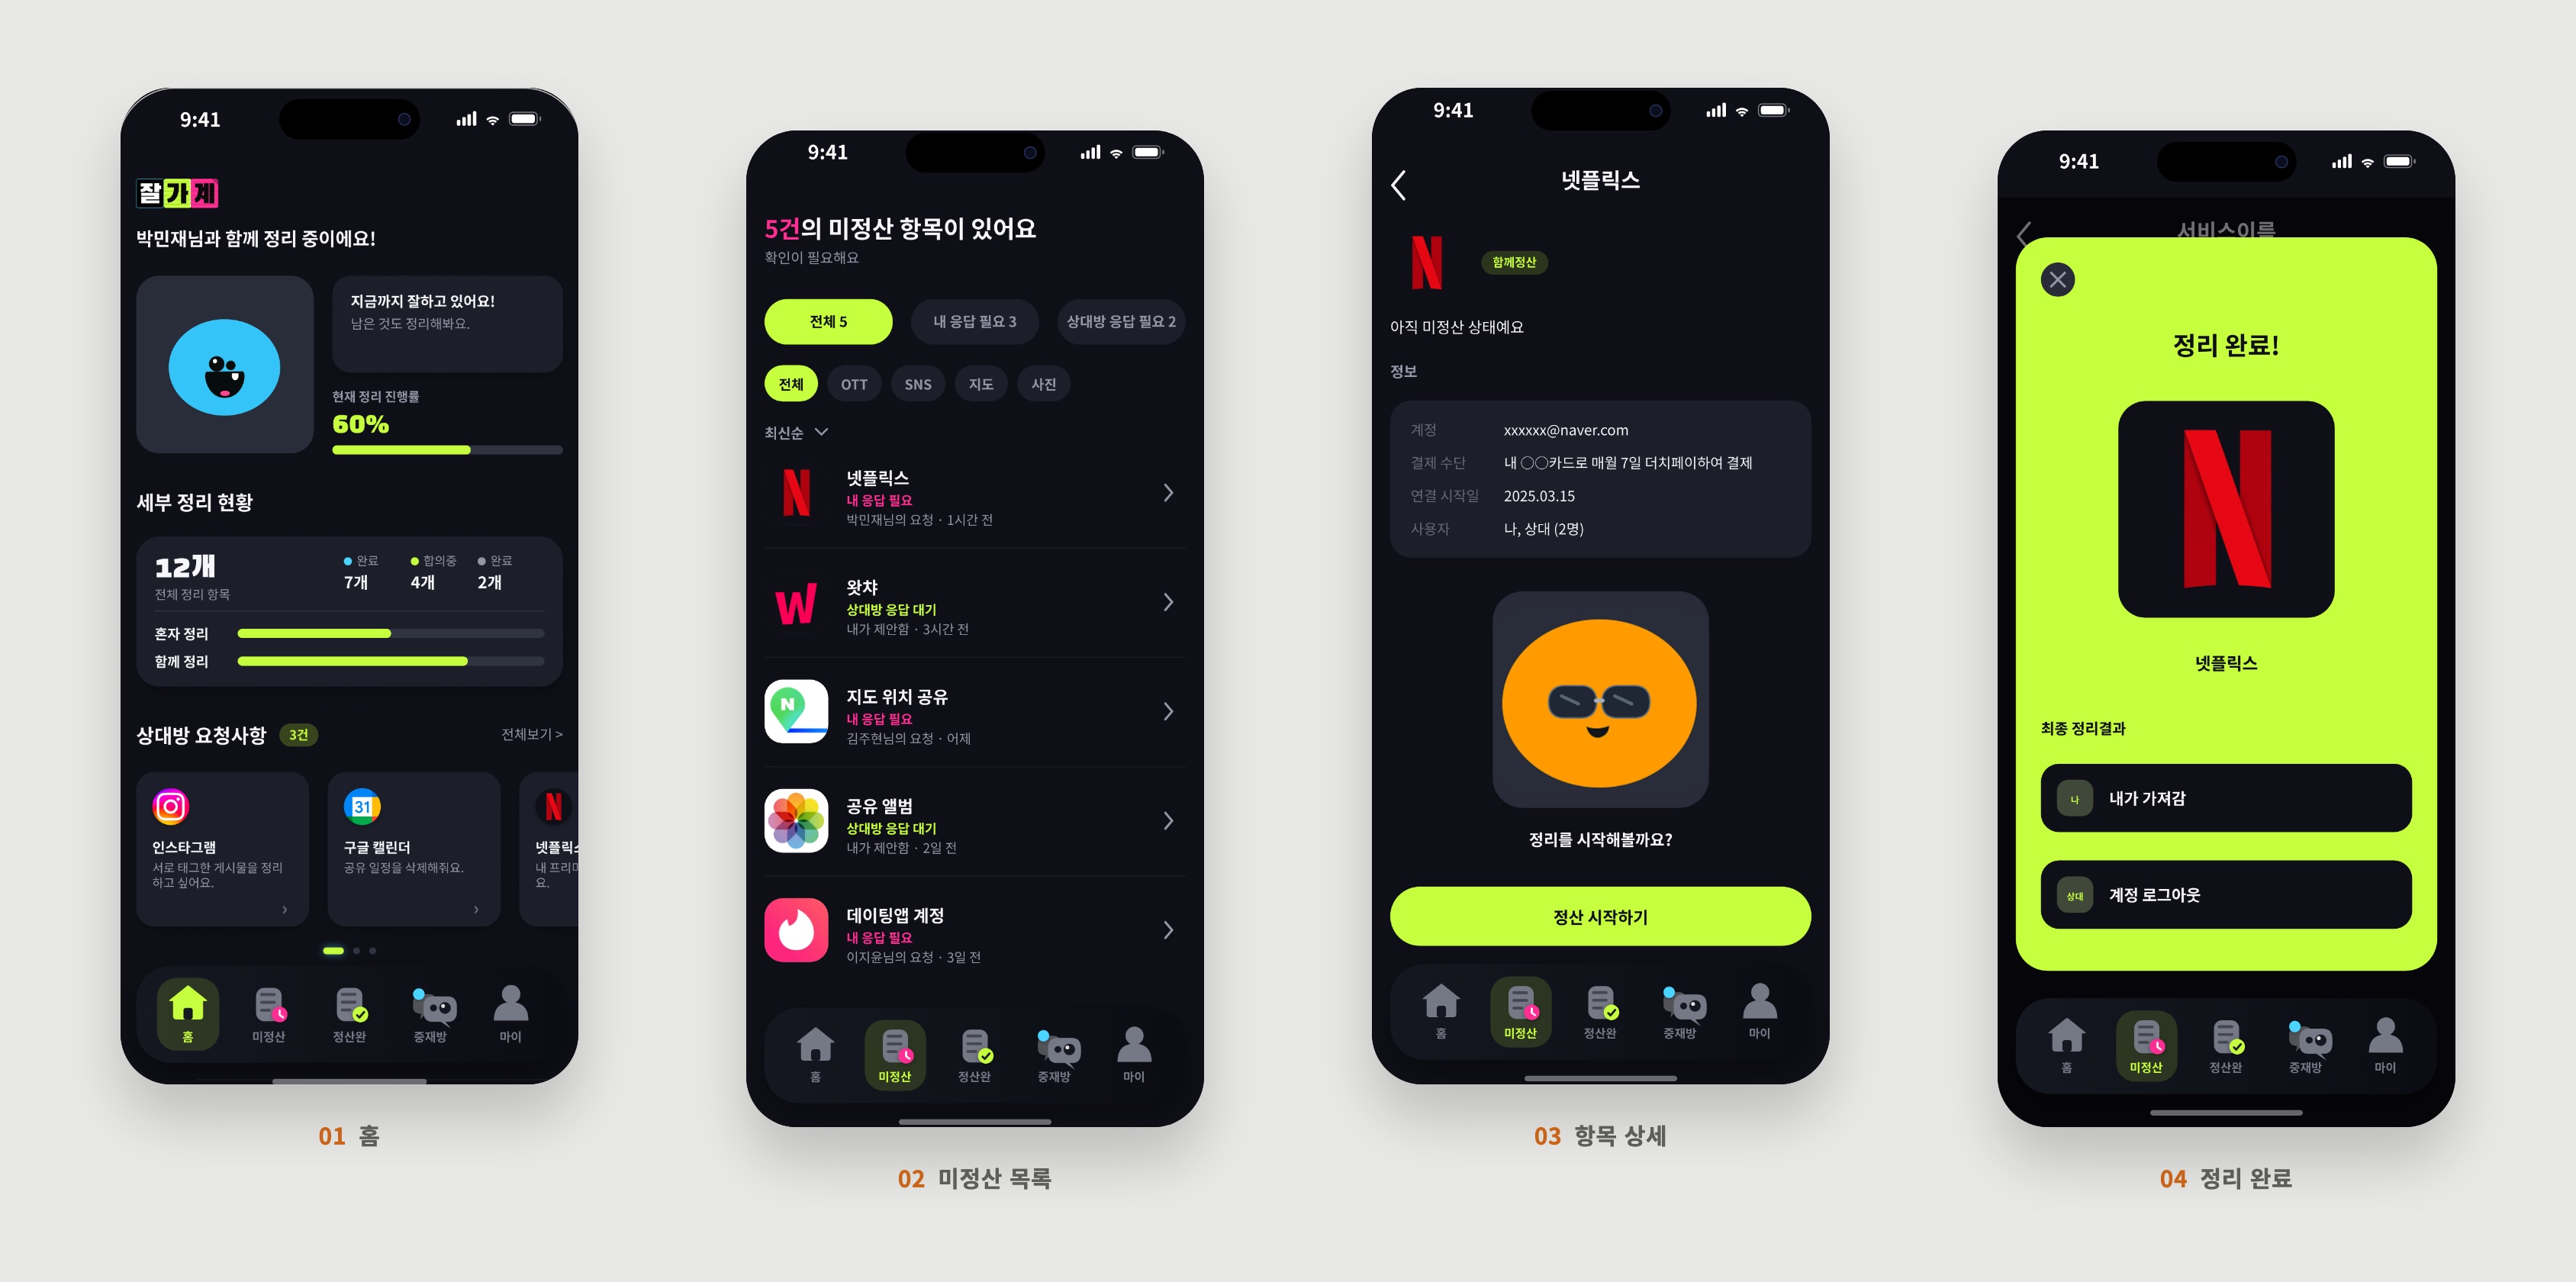 9:41
잘가계
박민재님과 함께 정리 중이에요!
지금까지 잘하고 있어요!
남은 것도 정리해봐요.
현재 정리 진행률
60%
세부 정리 현황
12개
전체 정리 항목
완료 합의중 완료
7개 4개 2개
혼자 정리
함께 정리
상대방 요청사항 3건 전체보기 >
31
인스타그램
서로 태그한 게시물을 정리
하고 싶어요.
구글 캘린더
공유 일정을 삭제해줘요.
넷플릭스
내 프리미
요.
홈 미정산 정산완 중재방 마이
01 홈
9:41
5건의 미정산 항목이 있어요
확인이 필요해요
전체 5 내 응답 필요 3 상대방 응답 필요 2
전체 OTT SNS 지도 사진
최신순
넷플릭스
내 응답 필요
박민재님의 요청 · 1시간 전
왓챠
상대방 응답 대기
내가 제안함 · 3시간 전
지도 위치 공유
내 응답 필요
김주현님의 요청 · 어제
공유 앨범
상대방 응답 대기
내가 제안함 · 2일 전
데이팅앱 계정
내 응답 필요
이지윤님의 요청 · 3일 전
홈 미정산 정산완 중재방 마이
02 미정산 목록
9:41
넷플릭스
함께정산
아직 미정산 상태예요
정보
계정 xxxxxx@naver.com
결제 수단 내 ○○카드로 매월 7일 더치페이하여 결제
연결 시작일 2025.03.15
사용자 나, 상대 (2명)
정리를 시작해볼까요?
정산 시작하기
홈 미정산 정산완 중재방 마이
03 항목 상세
9:41
서비스이름
정리 완료!
넷플릭스
최종 정리결과
나 내가 가져감
상대 계정 로그아웃
홈 미정산 정산완 중재방 마이
04 정리 완료